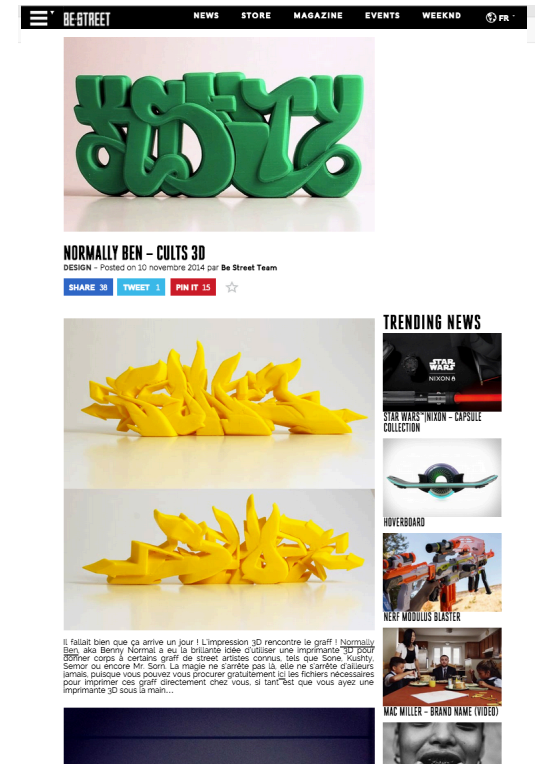 BE-STREET
NEWS STORE MAGAZINE EVENTS WEEKND FR
NORMALLY BEN – CULTS 3D
DESIGN - Posted on 10 novembre 2014 par Be Street Team
SHARE 38 TWEET 1 PIN IT 15
Il fallait bien que ça arrive un jour ! L'impression 3D rencontre le graff ! Normally
Ben, aka Benny Normal a eu la brillante idée d'utiliser une imprimante 3D pour
donner corps à certains graff de street artistes connus, tels que Sone, Kushty,
Semor ou encore Mr. Sorn. La magie ne s'arrête pas là, elle ne s'arrête d'ailleurs
jamais, puisque vous pouvez vous procurer gratuitement ici les fichiers nécessaires
pour imprimer ces graff directement chez vous, si tant est que vous ayez une
imprimante 3D sous la main…
TRENDING NEWS
STAR WARS
NIXON
STAR WARS™|NIXON – CAPSULE
COLLECTION
HOVERBOARD
NERF MODULUS BLASTER
MAC MILLER – BRAND NAME (VIDEO)